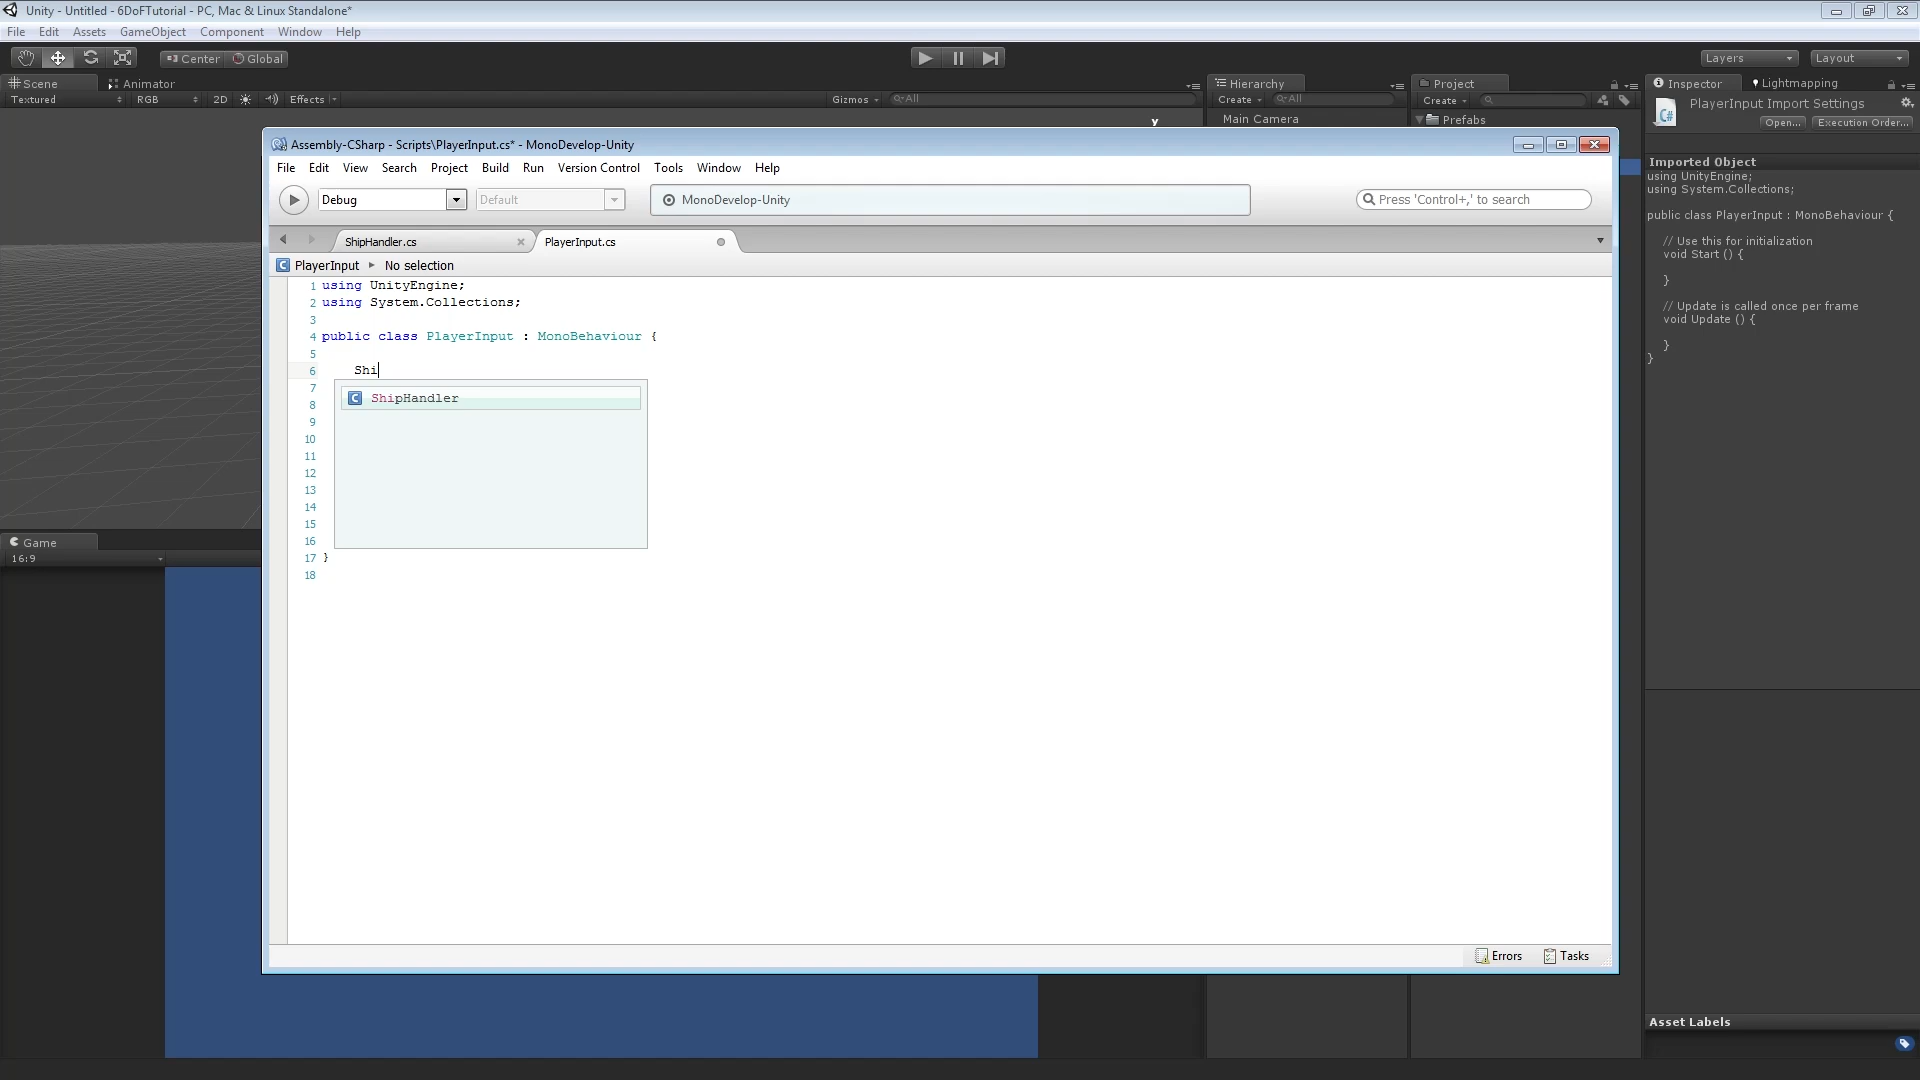 Unity - Untitled - 6DoFTutorial - PC, Mac & Linux Standalone*
File Edit Assets GameObject Component Window Help
Center Global Layers Layout
Scene Animator
Textured RGB 2D Effects Gizmos All
Hierarchy
Create All
Main Camera
Project
Create
Prefabs
Inspector Lightmapping
PlayerInput Import Settings
Open... Execution Order...
Imported Object
using UnityEngine;
using System.Collections;
public class PlayerInput : MonoBehaviour {
// Use this for initialization
void Start () {
}
// Update is called once per frame
void Update () {
}
}
Asset Labels
y
Game
16:9
Assembly-CSharp - Scripts\PlayerInput.cs* - MonoDevelop-Unity
File Edit View Search Project Build Run Version Control Tools Window Help
Debug Default MonoDevelop-Unity Press 'Control+,' to search
ShipHandler.cs PlayerInput.cs
PlayerInput No selection
1 using UnityEngine;
2 using System.Collections;
3
4 public class PlayerInput : MonoBehaviour {
5
6 Shi
7
C ShipHandler
8
9
10
11
12
13
14
15
16
17 }
18
Errors Tasks